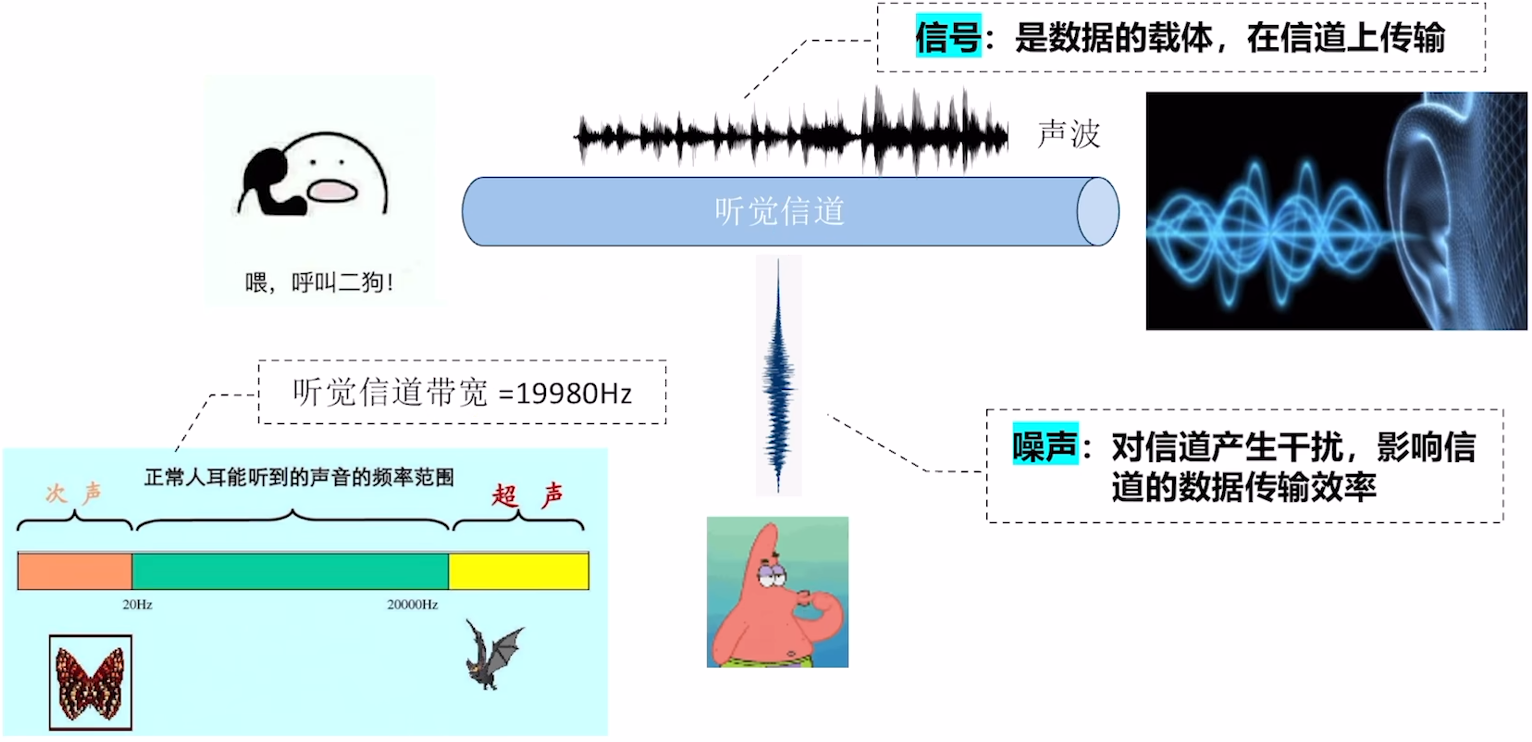 信号：是数据的载体，在信道上传输
声波
听觉信道
喂，呼叫二狗!
听觉信道带宽 =19980Hz
噪声：对信道产生干扰，影响信
道的数据传输效率
正常人耳能听到的声音的频率范围
次 声
超 声
20Hz
20000Hz